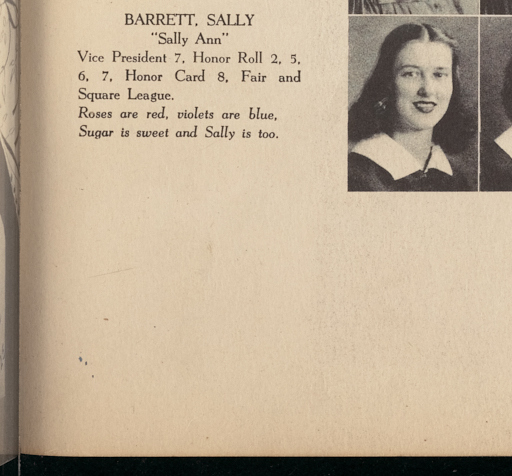 BARRETT, SALLY
"Sally Ann"
Vice President 7, Honor Roll 2, 5,
6, 7, Honor Card 8, Fair and
Square League.
Roses are red, violets are blue,
Sugar is sweet and Sally is too.